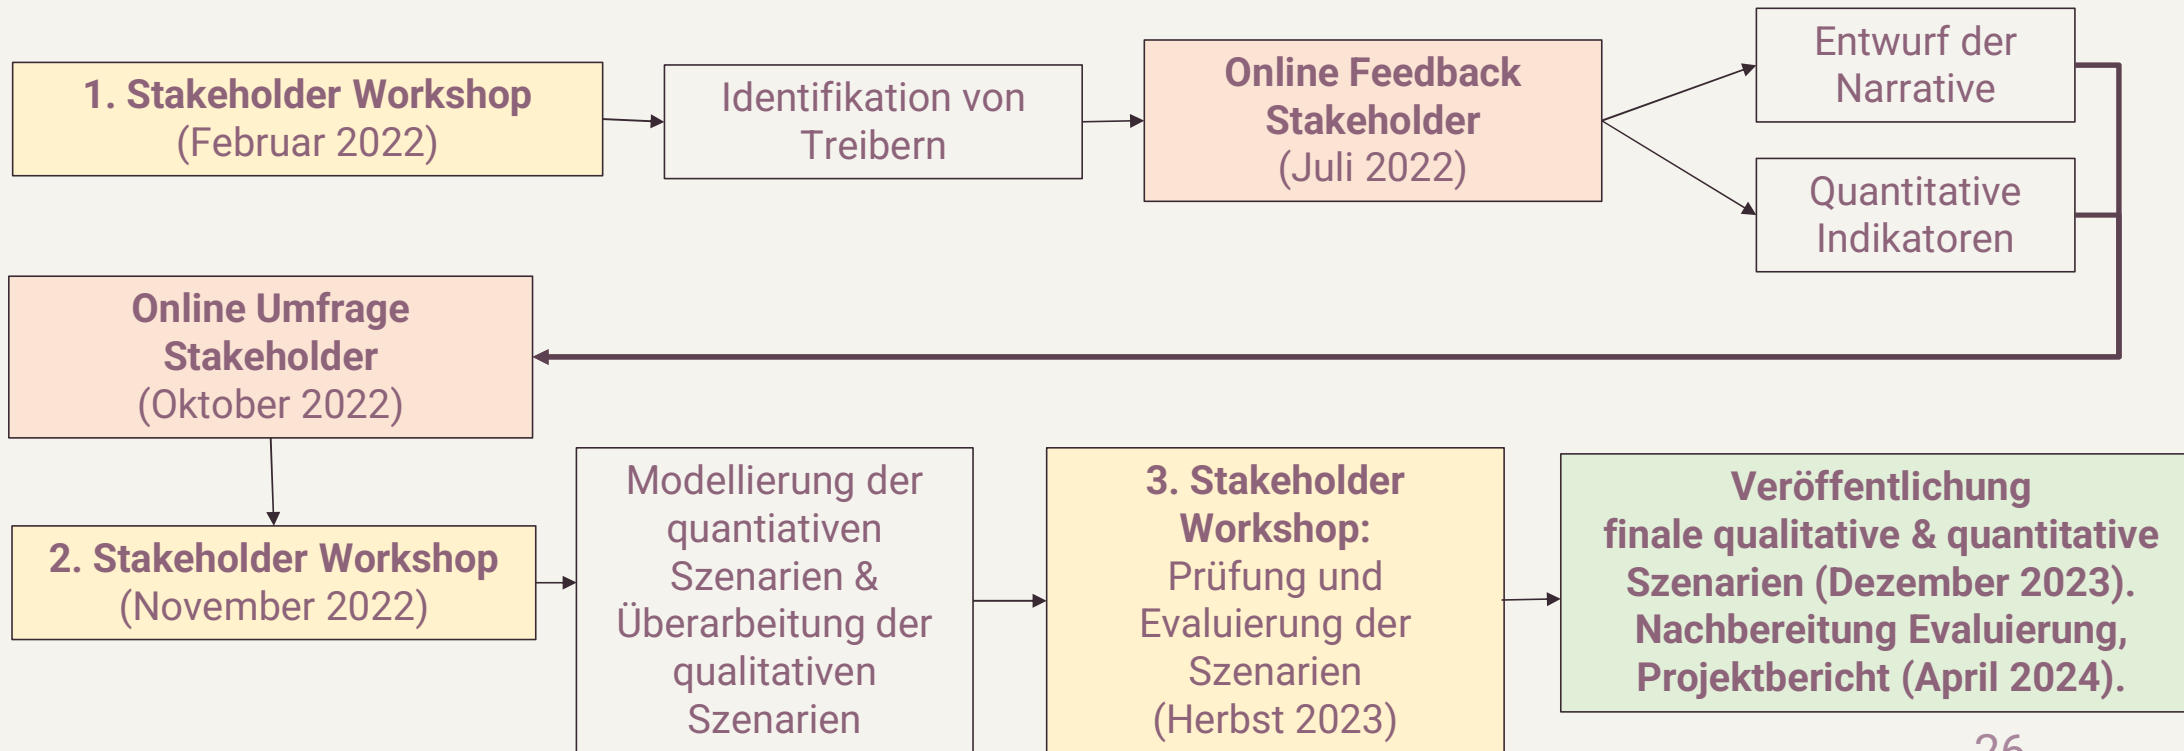 1. Stakeholder Workshop
(Februar 2022)
Identifikation von
Treibern
Online Feedback
Stakeholder
(Juli 2022)
Entwurf der
Narrative
Quantitative
Indikatoren
Online Umfrage
Stakeholder
(Oktober 2022)
2. Stakeholder Workshop
(November 2022)
Modellierung der
quantiativen
Szenarien &
Überarbeitung der
qualitativen
Szenarien
3. Stakeholder
Workshop:
Prüfung und
Evaluierung der
Szenarien
(Herbst 2023)
Veröffentlichung
finale qualitative & quantitative
Szenarien (Dezember 2023).
Nachbereitung Evaluierung,
Projektbericht (April 2024).
26